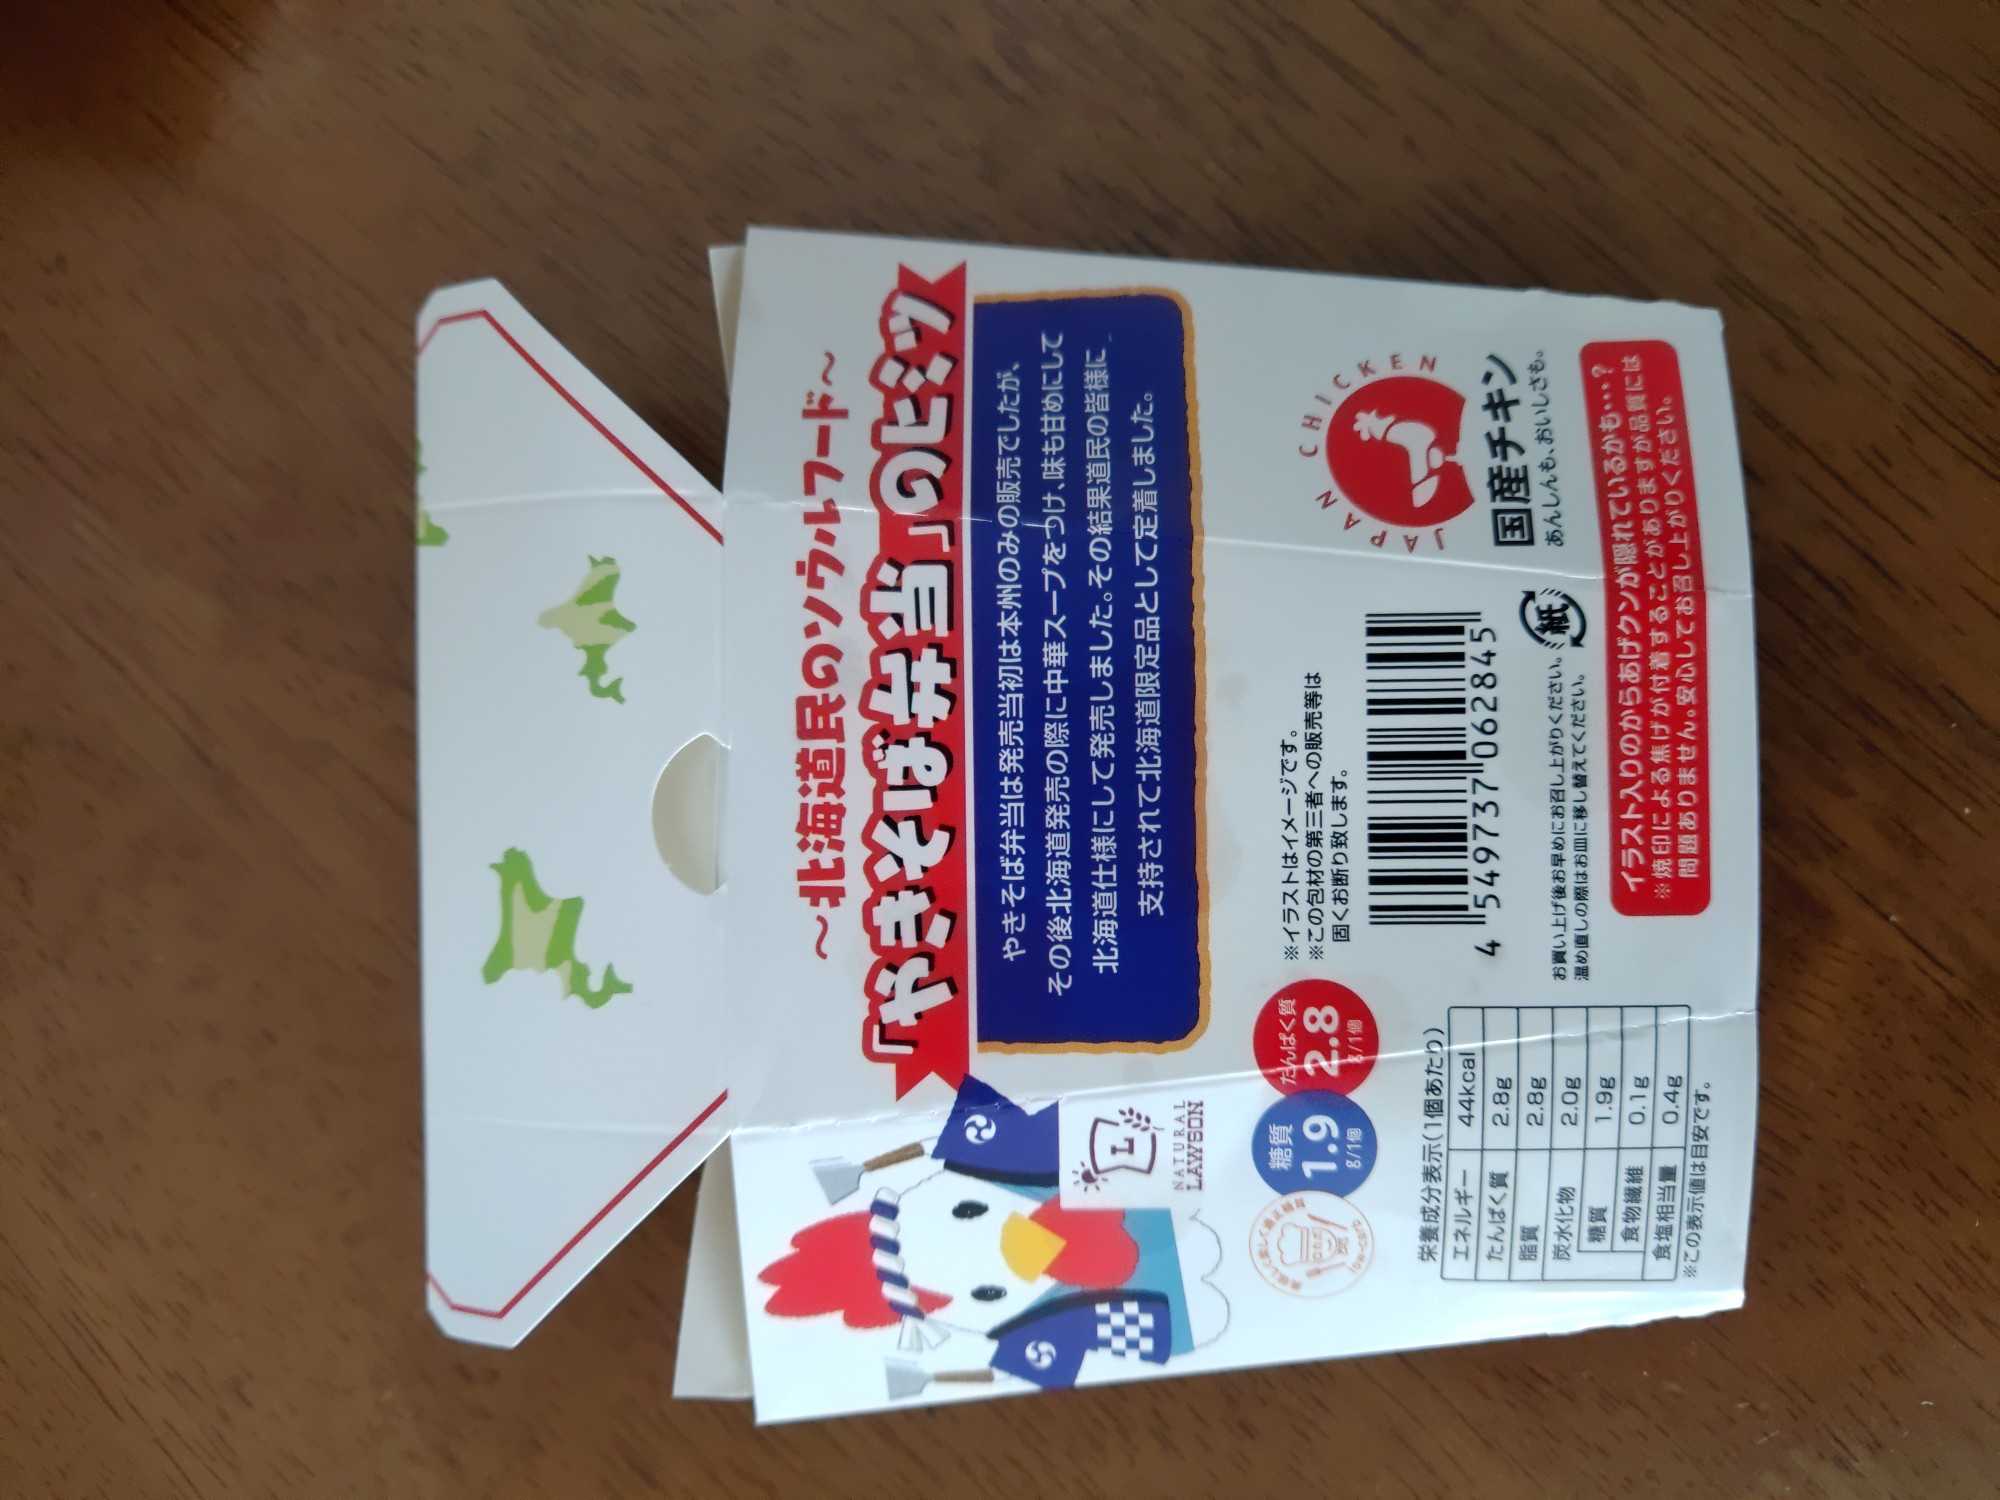 ～北海道民のソウルフード～
「やきそば弁当」のヒミツ
やきそば弁当は発売当初は本州のみの販売でしたが、
その後北海道発売の際に中華スープをつけ、味も甘めにして
北海道仕様にして発売しました。その結果道民の皆様に、
支持されて北海道限定品として定着しました。
L
NATURAL
LAWSON
low-carb
糖質
1.9
g/1個
たんぱく質
2.8
g/1個
※イラストはイメージです。
※この包材の第三者への販売等は
固くお断り致します。
4 549737 062845
JAPAN CHICKEN
国産チキン
あんしんも、おいしさも。
栄養成分表示(1個あたり)
エネルギー 44kcal
たんぱく質 2.8g
脂質 2.8g
炭水化物 2.0g
糖質 1.9g
食物繊維 0.1g
食塩相当量 0.4g
※この表示値は目安です。
お買い上げ後お早めにお召し上がりください。
温め直しの際はお皿に移し替えてください。
紙
イラスト入りのからあげクンが隠れているかも…?
※焼印による焦げが付着することがありますが品質には
問題ありません。安心してお召し上がりください。